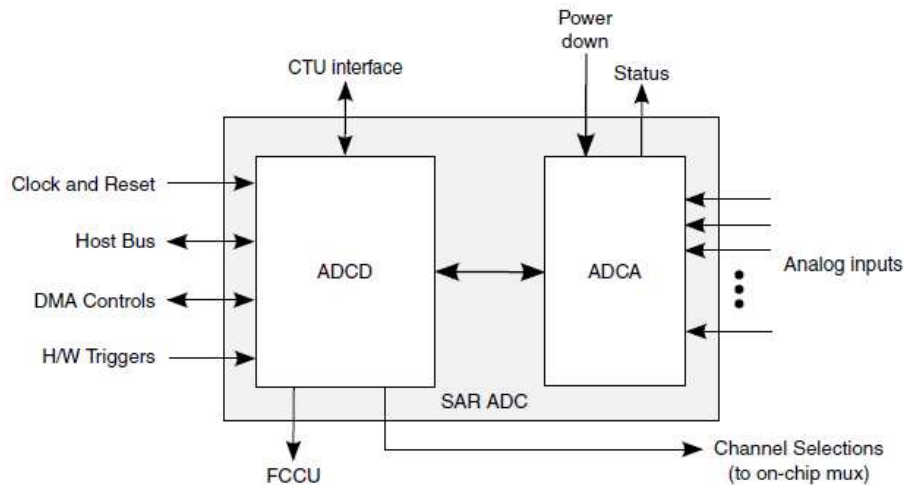 Power
down
CTU interface
Status
Clock and Reset
Host Bus
ADCD
ADCA
Analog inputs
DMA Controls
H/W Triggers
SAR ADC
FCCU
Channel Selections
(to on-chip mux)